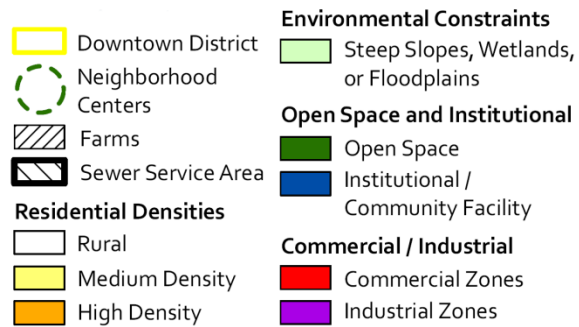 Downtown District
Neighborhood
Centers
Farms
Sewer Service Area
Residential Densities
Rural
Medium Density
High Density
Environmental Constraints
Steep Slopes, Wetlands,
or Floodplains
Open Space and Institutional
Open Space
Institutional /
Community Facility
Commercial / Industrial
Commercial Zones
Industrial Zones